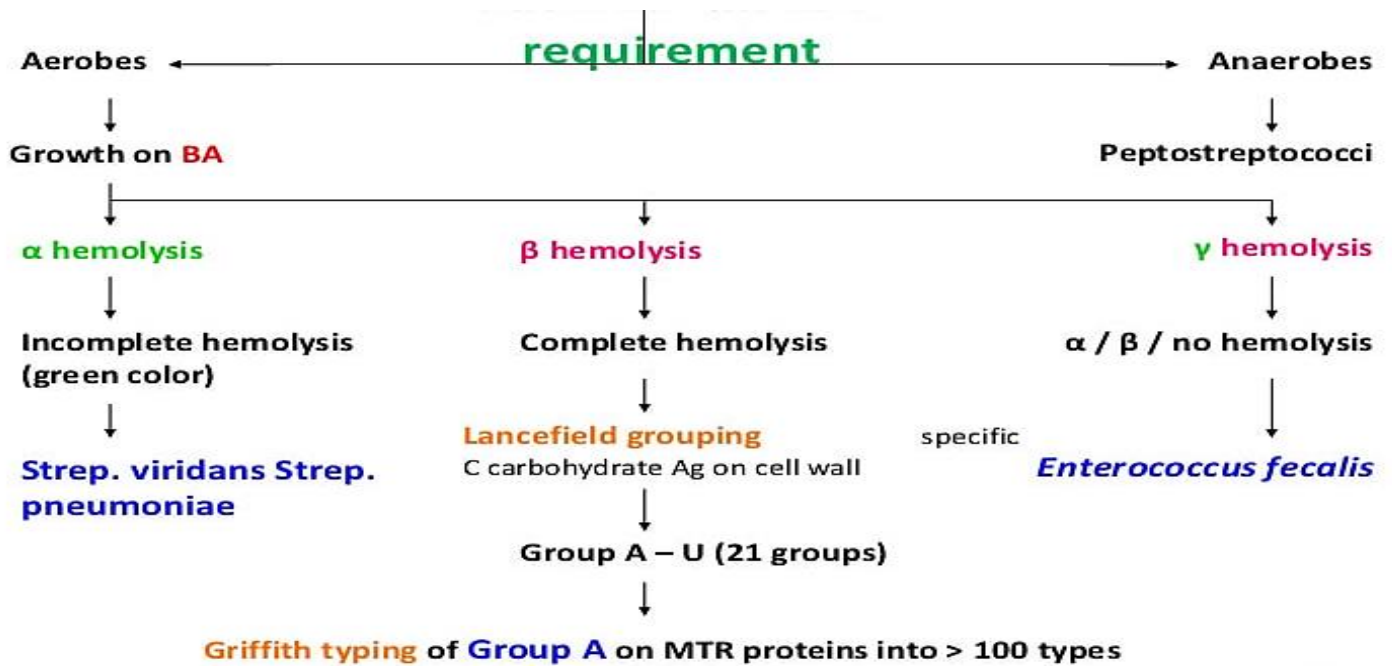 requirement
Aerobes
Anaerobes
Growth on BA
Peptostreptococci
α hemolysis
β hemolysis
γ hemolysis
Incomplete hemolysis
(green color)
Complete hemolysis
α / β / no hemolysis
Lancefield grouping
C carbohydrate Ag on cell wall
specific
Strep. viridans Strep.
pneumoniae
Enterococcus fecalis
Group A – U (21 groups)
Griffith typing of Group A on MTR proteins into > 100 types